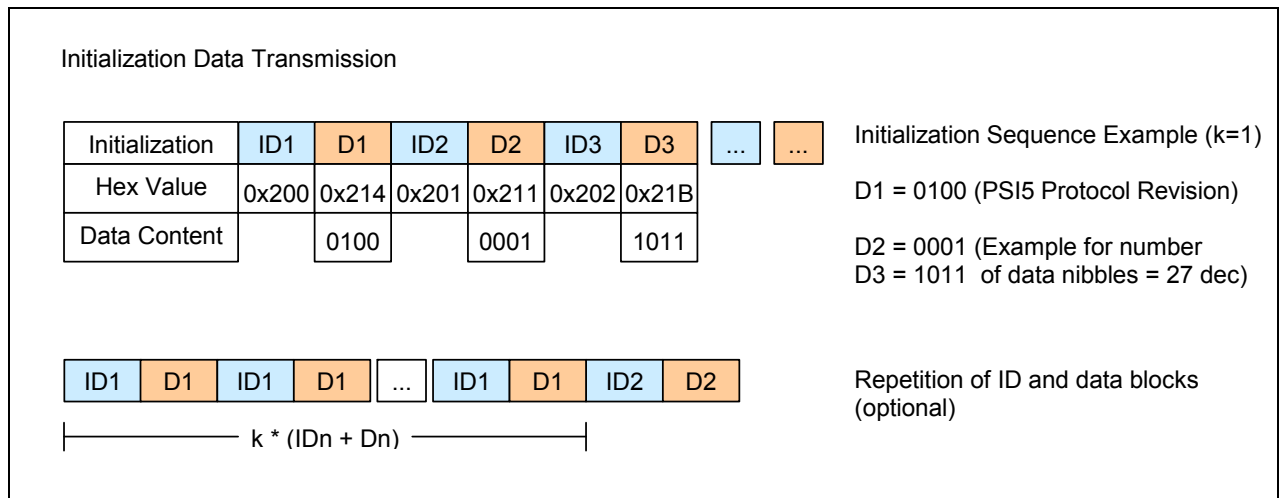 Initialization Data Transmission
Initialization ID1 D1 ID2 D2 ID3 D3 ... ...
Hex Value 0x200 0x214 0x201 0x211 0x202 0x21B
Data Content 0100 0001 1011
Initialization Sequence Example (k=1)
D1 = 0100 (PSI5 Protocol Revision)
D2 = 0001 (Example for number
D3 = 1011 of data nibbles = 27 dec)
ID1 D1 ID1 D1 ... ID1 D1 ID2 D2
k * (IDn + Dn)
Repetition of ID and data blocks
(optional)